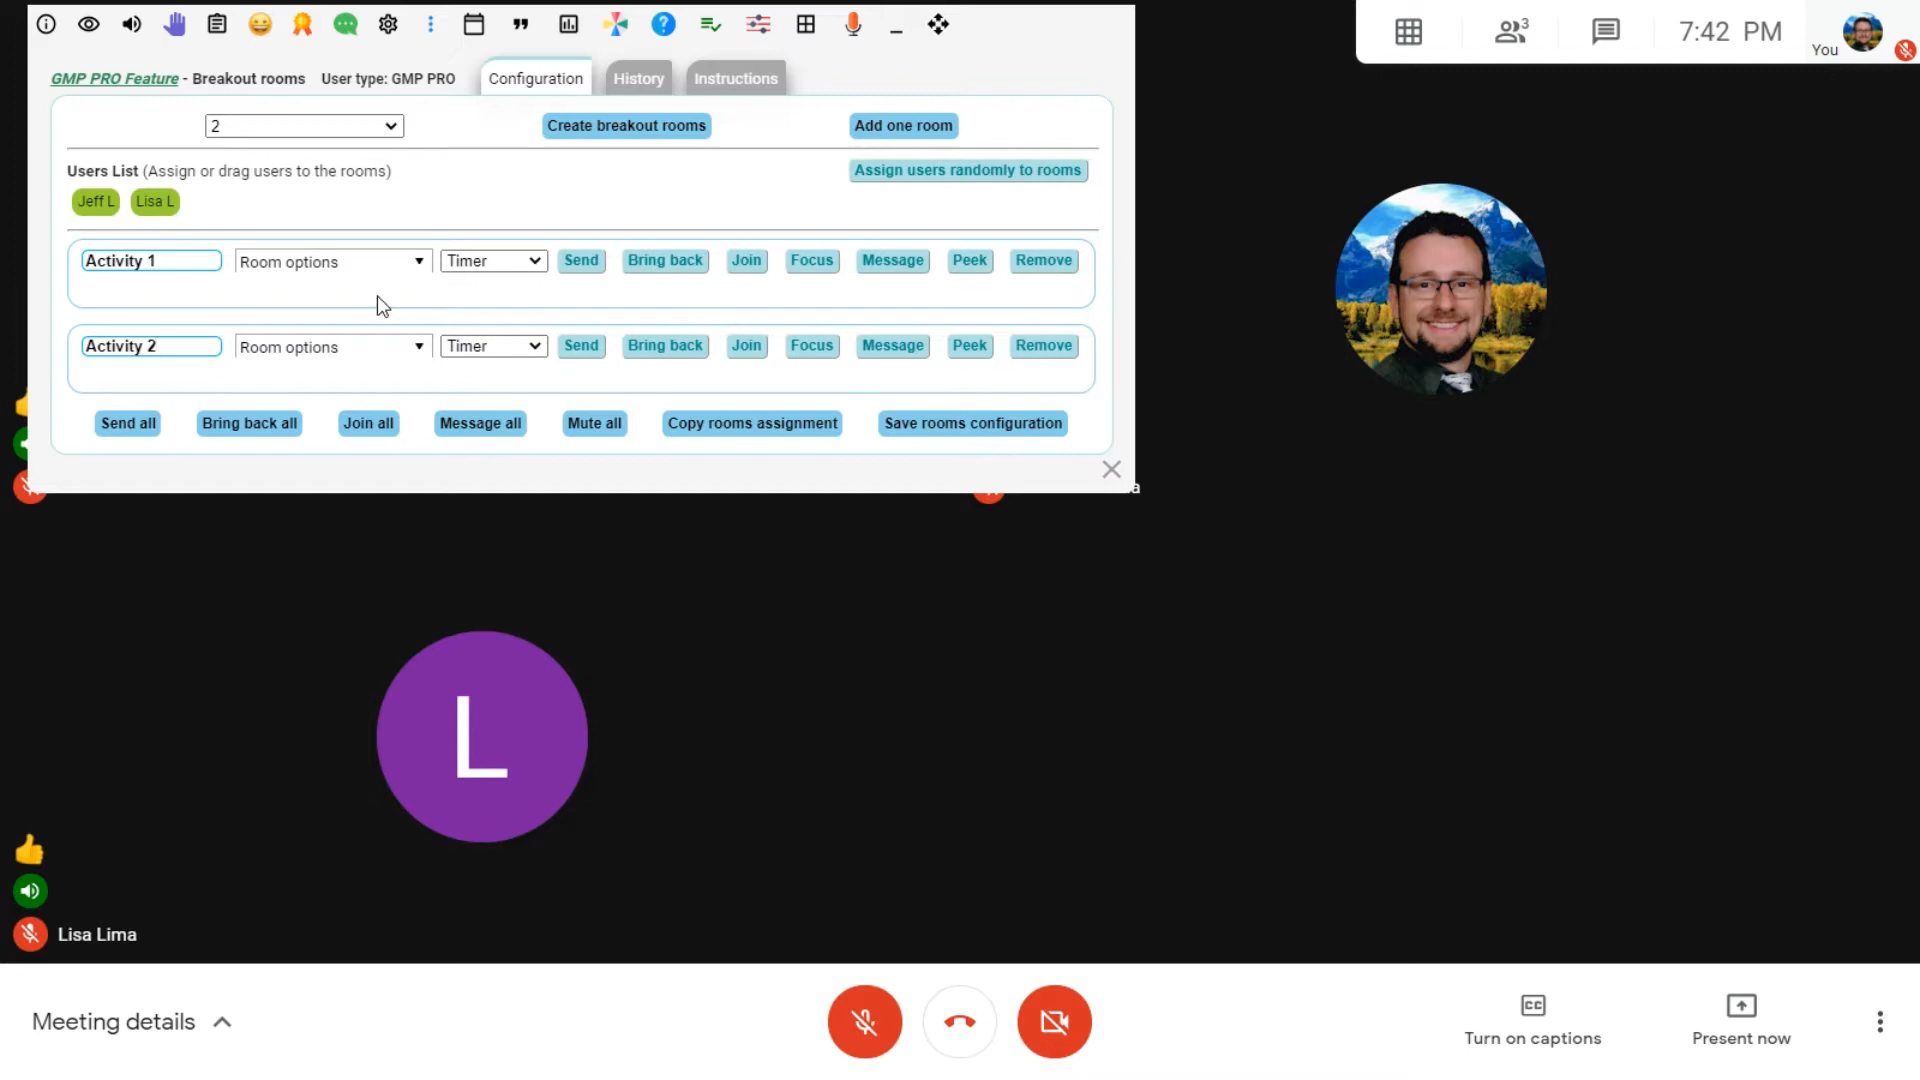 3
7:42 PM
You
GMP PRO Feature - Breakout rooms User type: GMP PRO Configuration History Instructions
2 Create breakout rooms Add one room
Users List (Assign or drag users to the rooms) Assign users randomly to rooms
Jeff L Lisa L
Activity 1 Room options Timer Send Bring back Join Focus Message Peek Remove
Activity 2 Room options Timer Send Bring back Join Focus Message Peek Remove
Send all Bring back all Join all Message all Mute all Copy rooms assignment Save rooms configuration
a
L
Lisa Lima
Meeting details
CC
Turn on captions
Present now